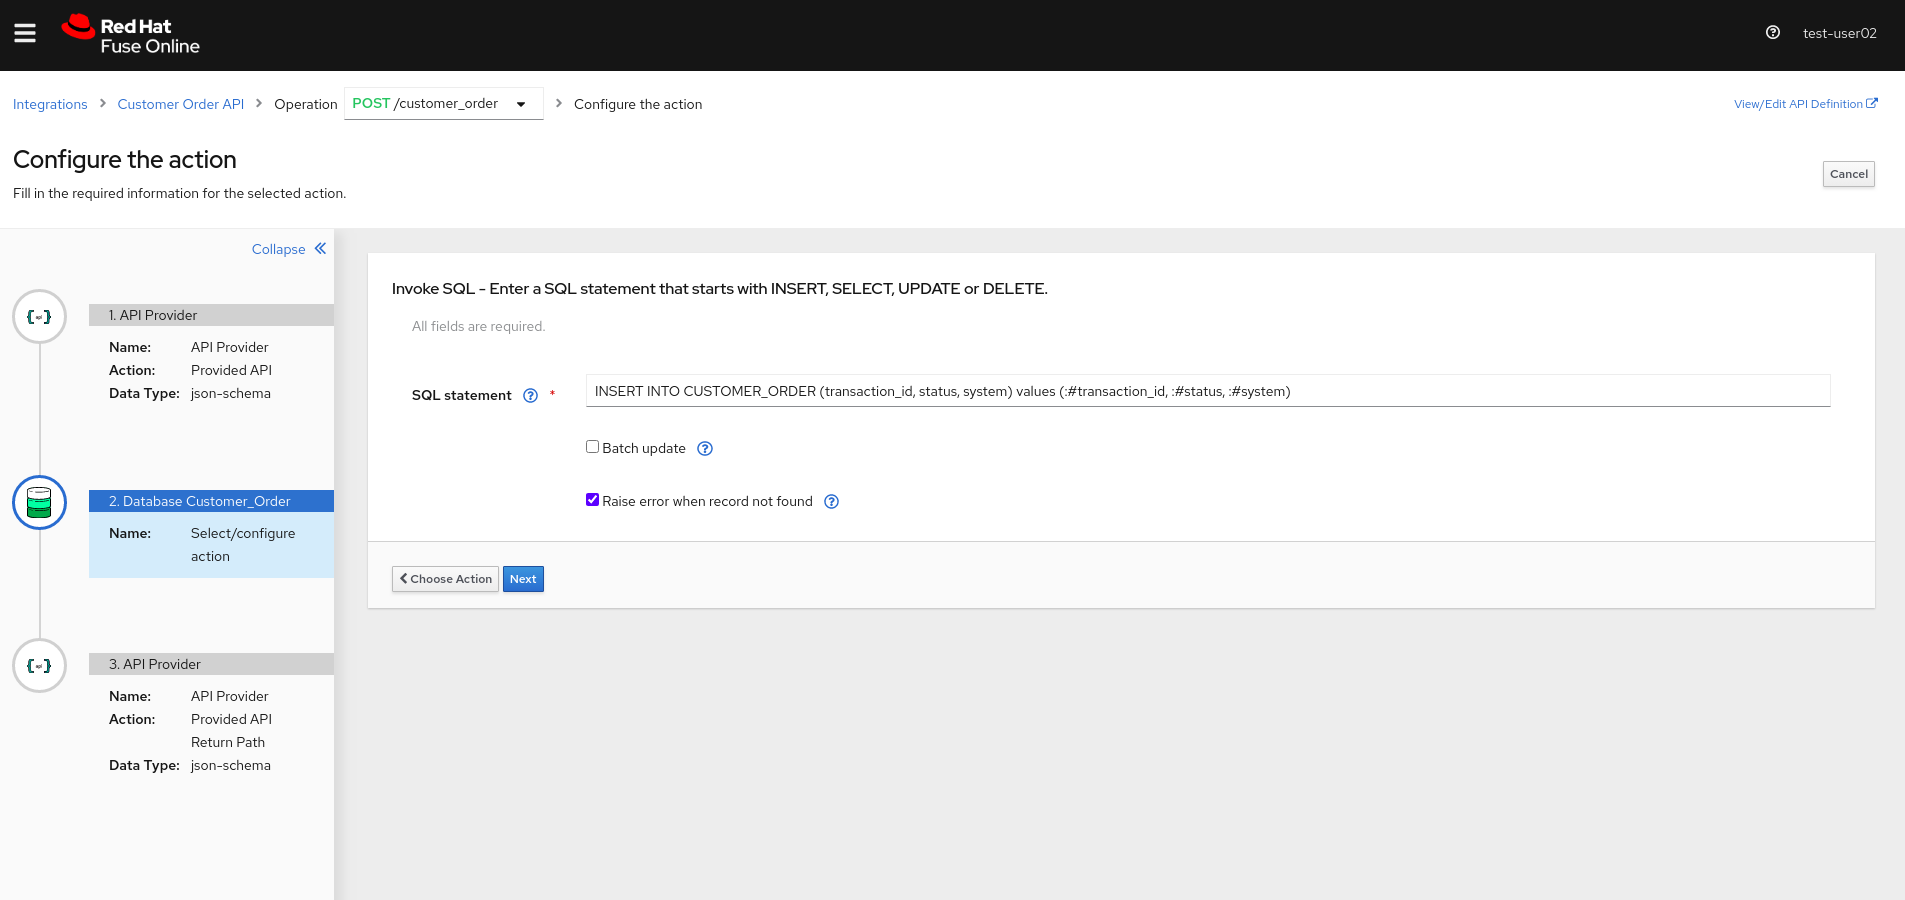 Red Hat
Fuse Online
test-user02
Integrations > Customer Order API > Operation POST /customer_order > Configure the action
View/Edit API Definition
Configure the action
Fill in the required information for the selected action.
Cancel
Collapse
1. API Provider
Name: API Provider
Action: Provided API
Data Type: json-schema
2. Database Customer_Order
Name: Select/configure
action
3. API Provider
Name: API Provider
Action: Provided API
Return Path
Data Type: json-schema
Invoke SQL - Enter a SQL statement that starts with INSERT, SELECT, UPDATE or DELETE.
All fields are required.
SQL statement * INSERT INTO CUSTOMER_ORDER (transaction_id, status, system) values (:#transaction_id, :#status, :#system)
Batch update
Raise error when record not found
Choose Action Next